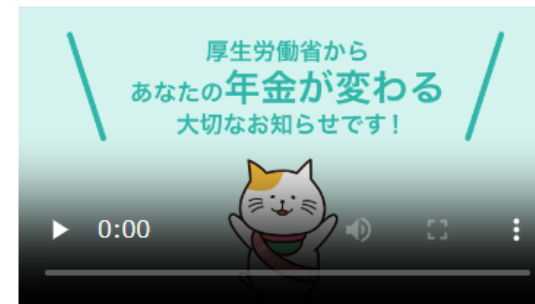 厚生労働省から
あなたの年金が変わる
大切なお知らせです！
0:00